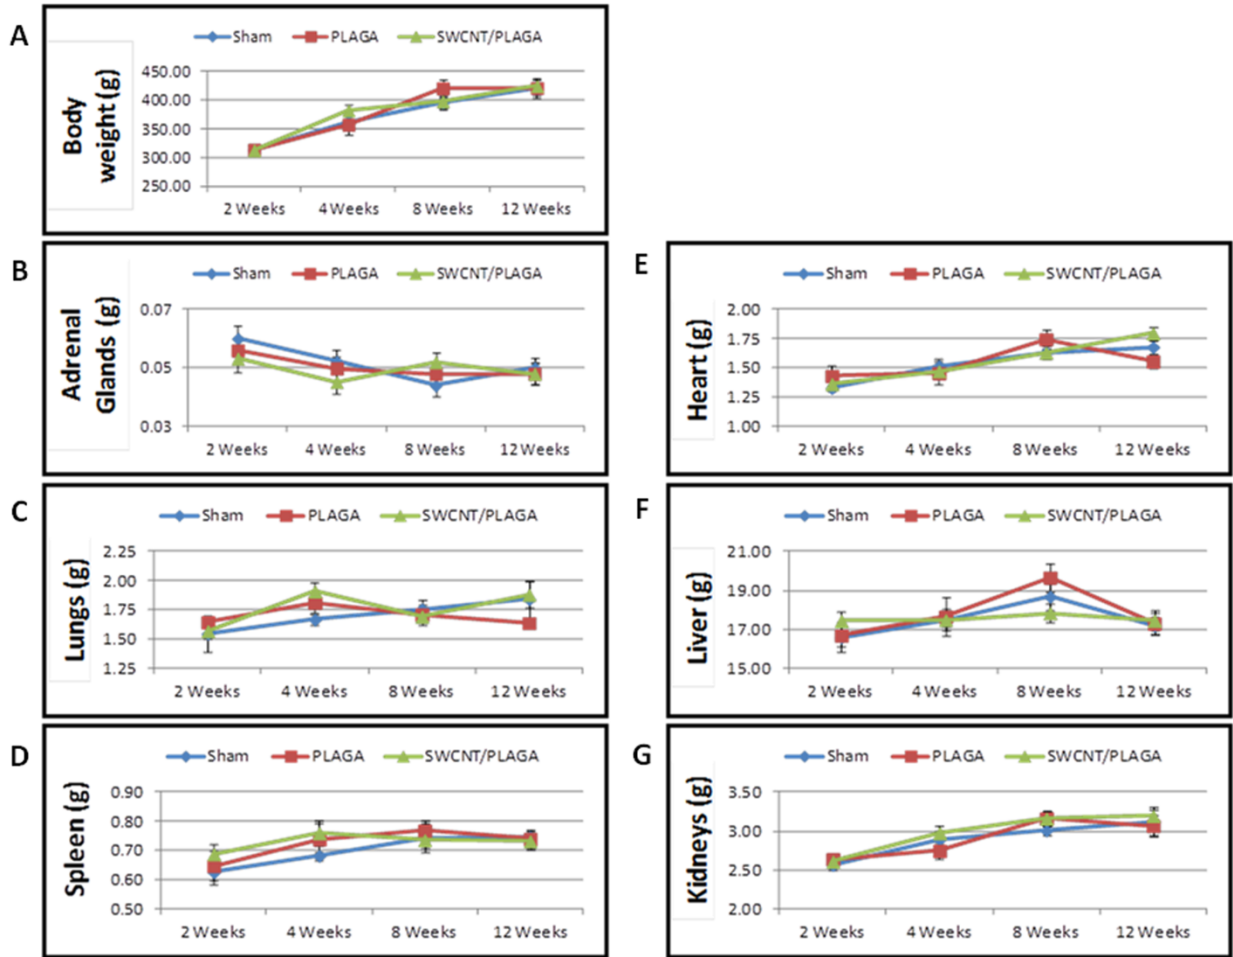 A
Sham PLAGA SWCNT/PLAGA
Body
weight (g)
450.00
400.00
350.00
300.00
250.00
2 Weeks 4 Weeks 8 Weeks 12 Weeks
B
Sham PLAGA SWCNT/PLAGA
Adrenal
Glands (g)
0.07
0.05
0.03
2 Weeks 4 Weeks 8 Weeks 12 Weeks
E
Sham PLAGA SWCNT/PLAGA
Heart (g)
2.00
1.75
1.50
1.25
1.00
2 Weeks 4 Weeks 8 Weeks 12 Weeks
C
Sham PLAGA SWCNT/PLAGA
Lungs (g)
2.25
2.00
1.75
1.50
1.25
2 Weeks 4 Weeks 8 Weeks 12 Weeks
F
Sham PLAGA SWCNT/PLAGA
Liver (g)
21.00
19.00
17.00
15.00
2 Weeks 4 Weeks 8 Weeks 12 Weeks
D
Sham PLAGA SWCNT/PLAGA
Spleen (g)
0.90
0.80
0.70
0.60
0.50
2 Weeks 4 Weeks 8 Weeks 12 Weeks
G
Sham PLAGA SWCNT/PLAGA
Kidneys (g)
3.50
3.00
2.50
2.00
2 Weeks 4 Weeks 8 Weeks 12 Weeks